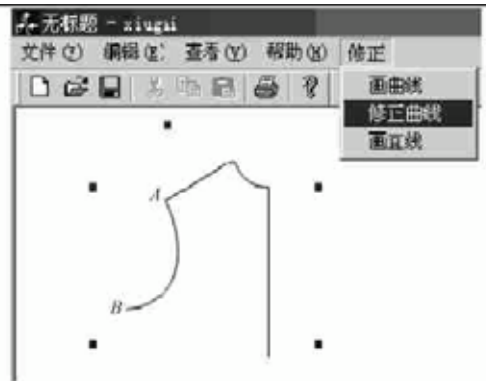 无标题 - xiugai
文件(F) 编辑(E) 查看(V) 帮助(H) 修正
画曲线
修正曲线
画直线
A
B